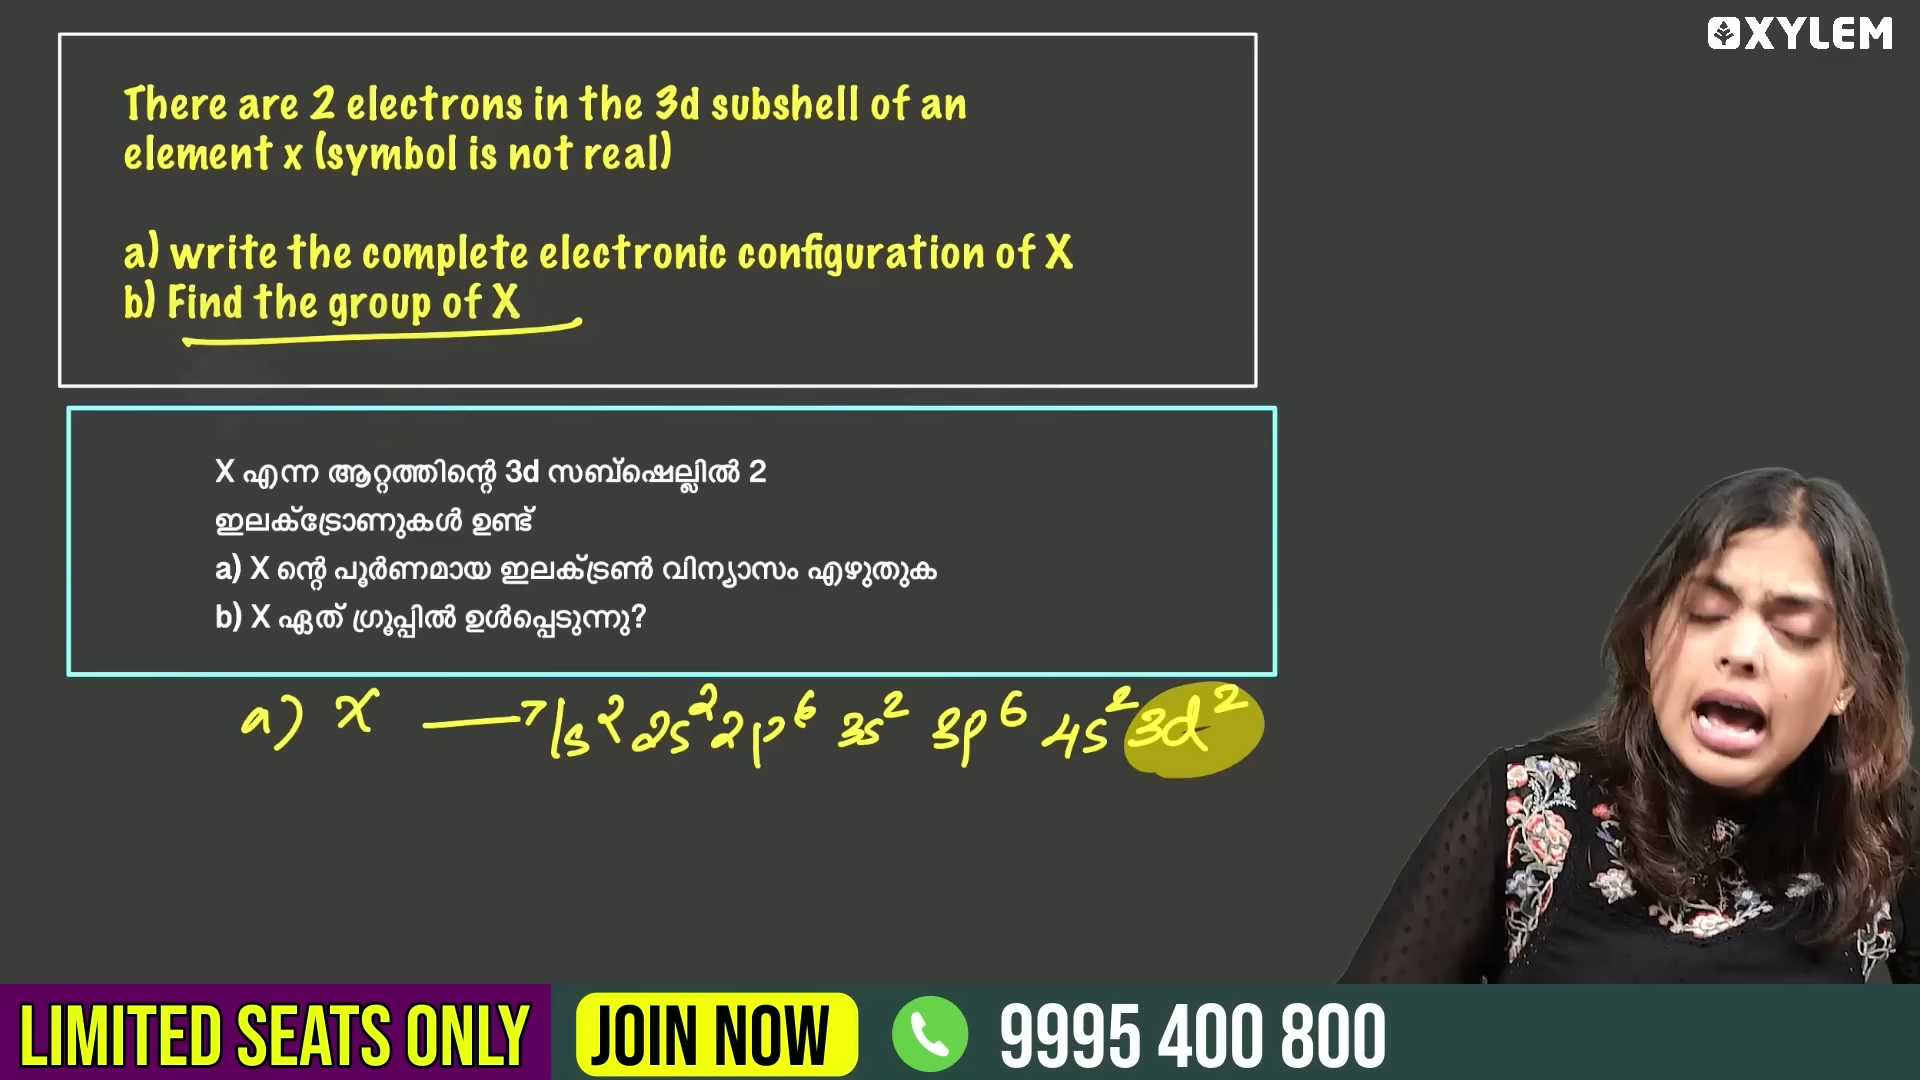 XYLEM
There are 2 electrons in the 3d subshell of an
element x (symbol is not real)
a) write the complete electronic configuration of X
b) Find the group of X
X എന്ന ആറ്റത്തിന്റെ 3d സബ്ഷെല്ലിൽ 2
ഇലക്ട്രോണുകൾ ഉണ്ട്
a) X ന്റെ പൂർണമായ ഇലക്ട്രൺ വിന്യാസം എഴുതുക
b) X ഏത് ഗ്രൂപ്പിൽ ഉൾപ്പെടുന്നു?
a) X → 1s² 2s² 2p⁶ 3s² 3p⁶ 4s² 3d²
LIMITED SEATS ONLY JOIN NOW 9995 400 800